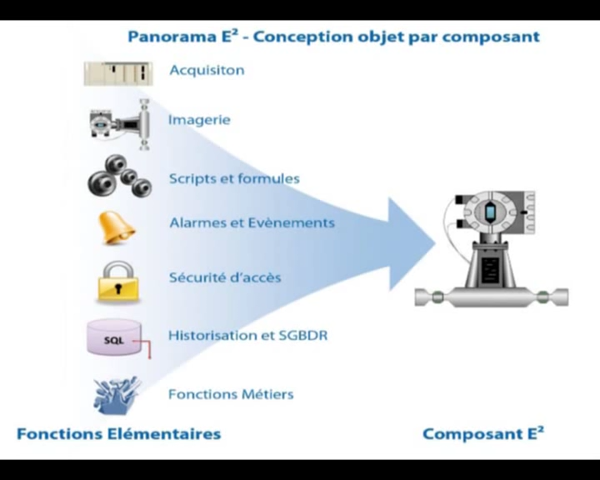 Panorama E² - Conception objet par composant
Acquisiton
Imagerie
Scripts et formules
Alarmes et Evènements
Sécurité d'accès
SQL
Historisation et SGBDR
Fonctions Métiers
Fonctions Elémentaires
Composant E²